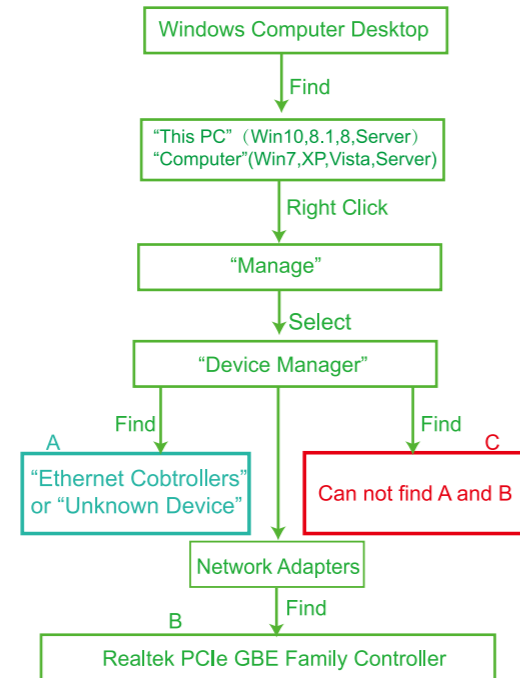 Windows Computer Desktop
Find
“This PC”（Win10,8.1,8,Server）
“Computer”(Win7,XP,Vista,Server)
Right Click
“Manage”
Select
“Device Manager”
Find
Find
A
C
“Ethernet Cobtrollers”
or “Unknown Device”
Can not find A and B
Network Adapters
Find
B
Realtek PCIe GBE Family Controller